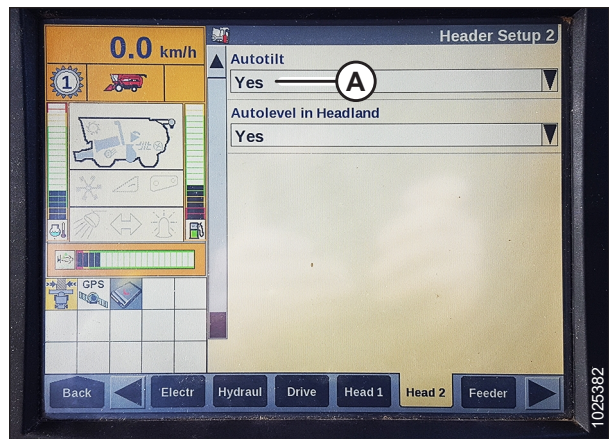 0.0 km/h
Header Setup 2
1
Autotilt
Yes
A
Autolevel in Headland
Yes
GPS
Back
Electr
Hydraul
Drive
Head 1
Head 2
Feeder
1025382